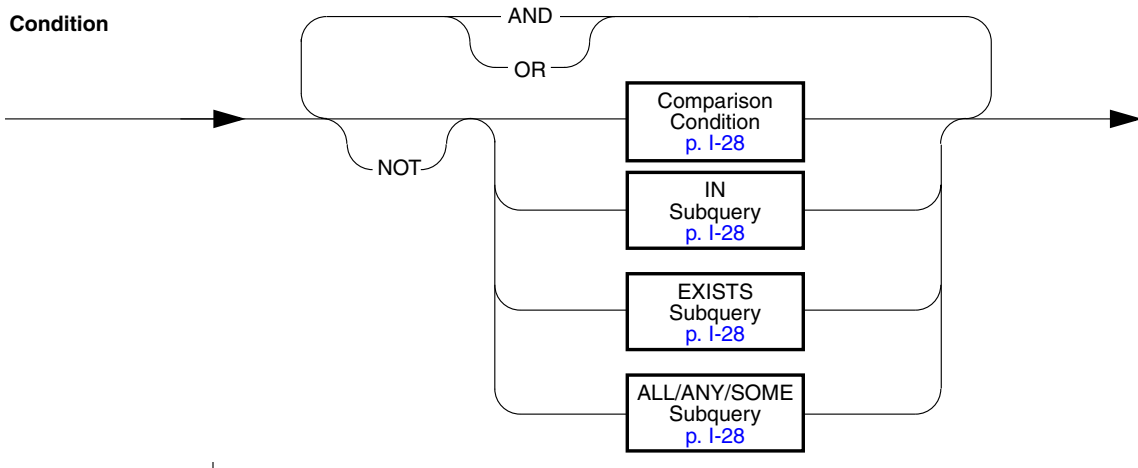 Condition
AND
OR
NOT
Comparison
Condition
p. I-28
IN
Subquery
p. I-28
EXISTS
Subquery
p. I-28
ALL/ANY/SOME
Subquery
p. I-28